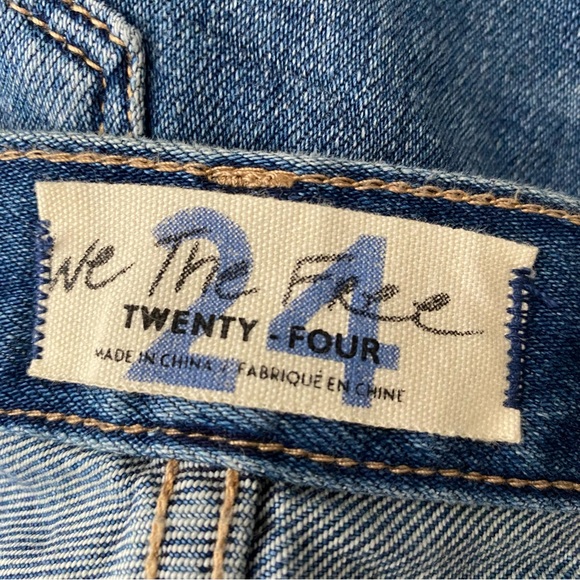 24
We The Free
TWENTY-FOUR
MADE IN CHINA / FABRIQUÉ EN CHINE